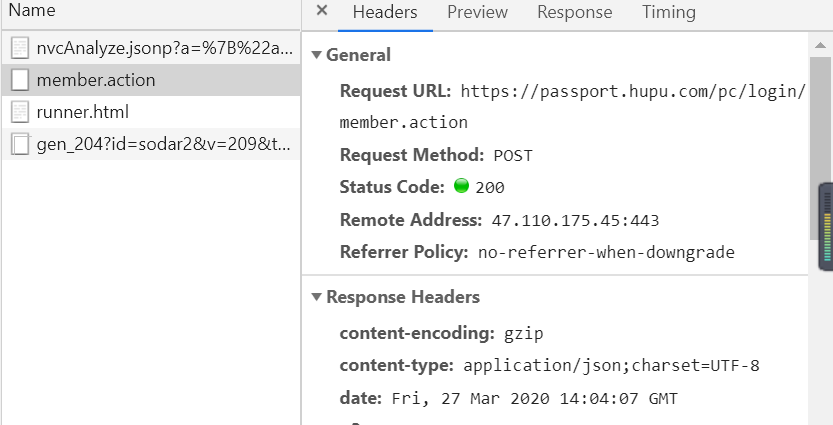 Name
nvcAnalyze.jsonp?a=%7B%22a...
member.action
runner.html
gen_204?id=sodar2&v=209&t...
× Headers Preview Response Timing
General
Request URL: https://passport.hupu.com/pc/login/
member.action
Request Method: POST
Status Code: 200
Remote Address: 47.110.175.45:443
Referrer Policy: no-referrer-when-downgrade
Response Headers
content-encoding: gzip
content-type: application/json;charset=UTF-8
date: Fri, 27 Mar 2020 14:04:07 GMT